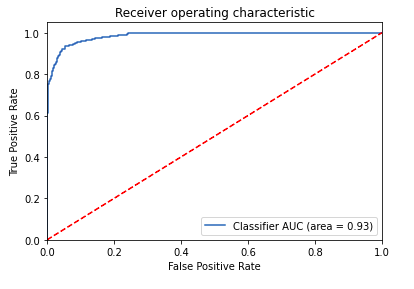 Receiver operating characteristic
1.0
0.8
0.6
0.4
0.2
0.0
True Positive Rate
Classifier AUC (area = 0.93)
0.0 0.2 0.4 0.6 0.8 1.0
False Positive Rate